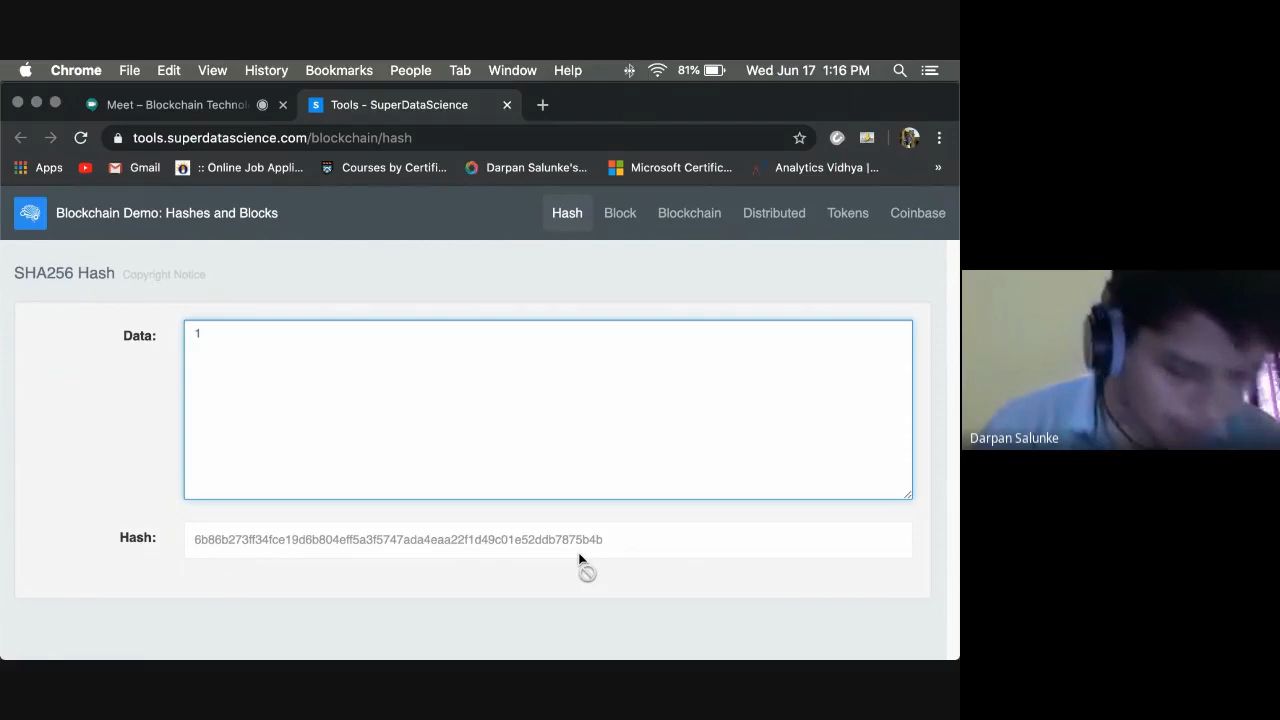 Chrome File Edit View History Bookmarks People Tab Window Help 81% Wed Jun 17 1:16 PM
Meet – Blockchain Technol Tools - SuperDataScience
tools.superdatascience.com/blockchain/hash
Apps Gmail :: Online Job Appli... Courses by Certifi... Darpan Salunke's... Microsoft Certific... Analytics Vidhya |... »
Blockchain Demo: Hashes and Blocks Hash Block Blockchain Distributed Tokens Coinbase
SHA256 Hash Copyright Notice
Data: 1
Hash: 6b86b273ff34fce19d6b804eff5a3f5747ada4eaa22f1d49c01e52ddb7875b4b
Darpan Salunke